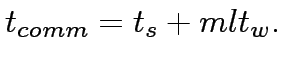 $t_{comm} = t_s + mlt_w.$